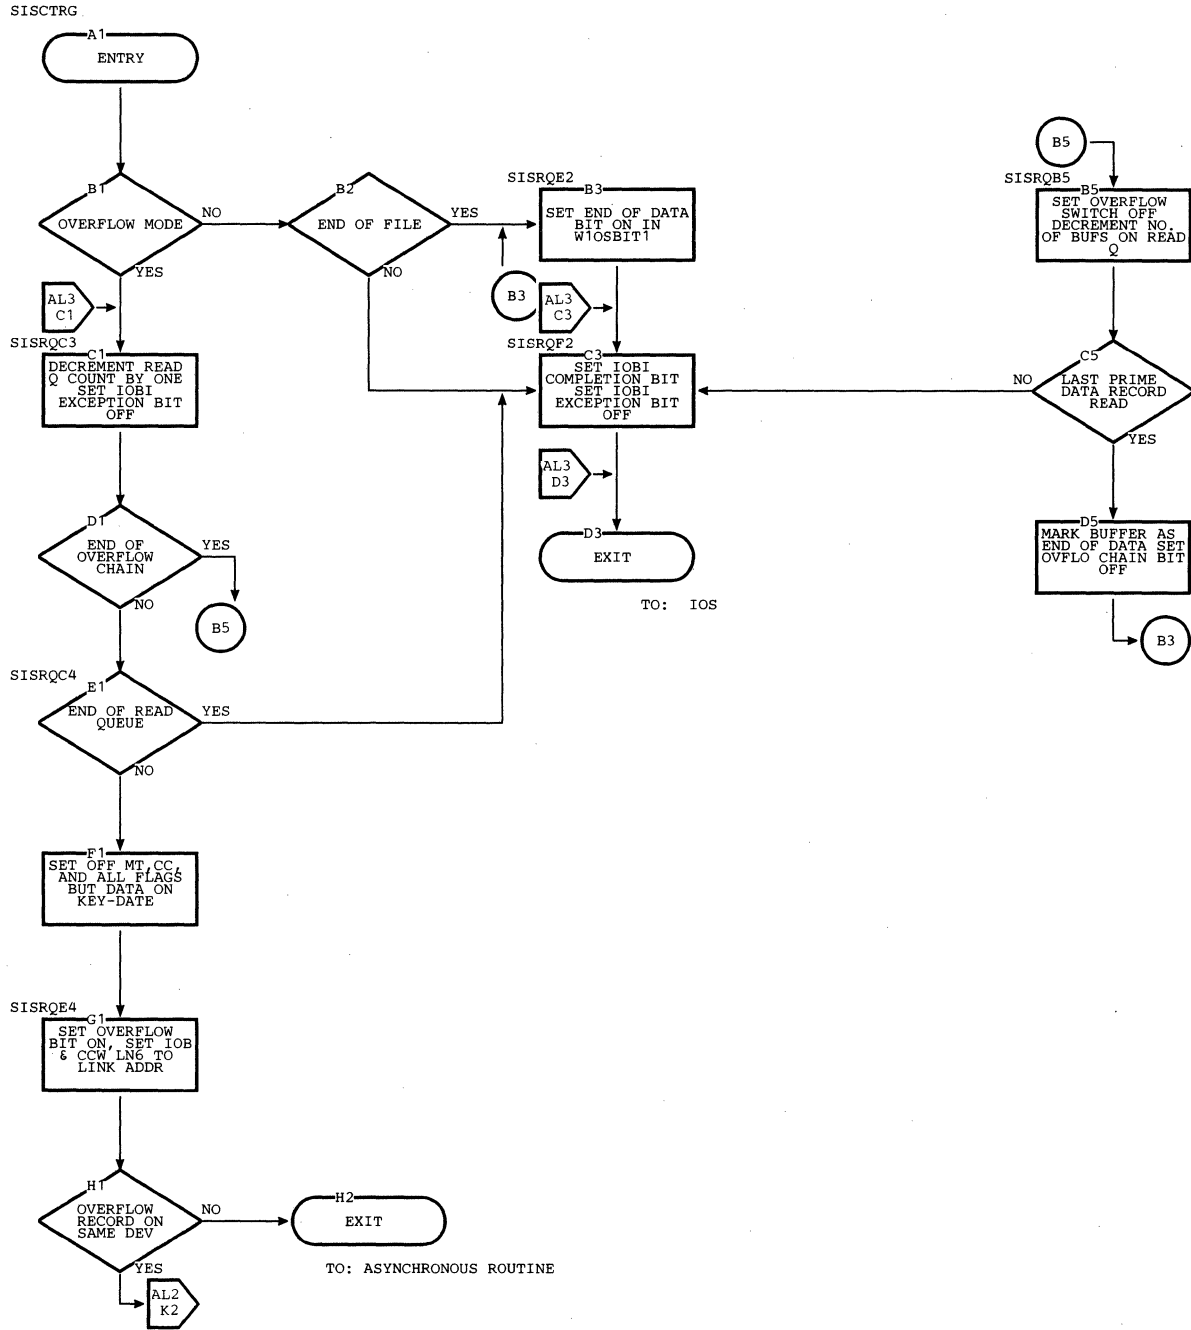 SISCTRG
A1
ENTRY
B1
OVERFLOW MODE
NO
YES
B2
END OF FILE
YES
NO
SISRQE2
B3
SET END OF DATA
BIT ON IN
W1OSBIT1
B3
AL3
C3
B5
SISRQB5
B5
SET OVERFLOW
SWITCH OFF
DECREMENT NO.
OF BUFS ON READ
Q
AL3
C1
SISRQC3
C1
DECREMENT READ
Q COUNT BY ONE
SET IOBI
EXCEPTION BIT
OFF
SISRQF2
C3
SET IOBI
COMPLETION BIT
SET IOBI
EXCEPTION BIT
OFF
C5
NO
LAST PRIME
DATA RECORD
READ
YES
AL3
D3
D1
END OF
OVERFLOW
CHAIN
YES
NO
B5
D3
EXIT
TO: IOS
D5
MARK BUFFER AS
END OF DATA SET
OVFLO CHAIN BIT
OFF
B3
SISRQC4
E1
END OF READ
QUEUE
YES
NO
F1
SET OFF MT,CC,
AND ALL FLAGS
BUT DATA ON
KEY-DATE
SISRQE4
G1
SET OVERFLOW
BIT ON, SET IOB
& CCW LN6 TO
LINK ADDR
H1
OVERFLOW
RECORD ON
SAME DEV
NO
YES
H2
EXIT
TO: ASYNCHRONOUS ROUTINE
AL2
K2